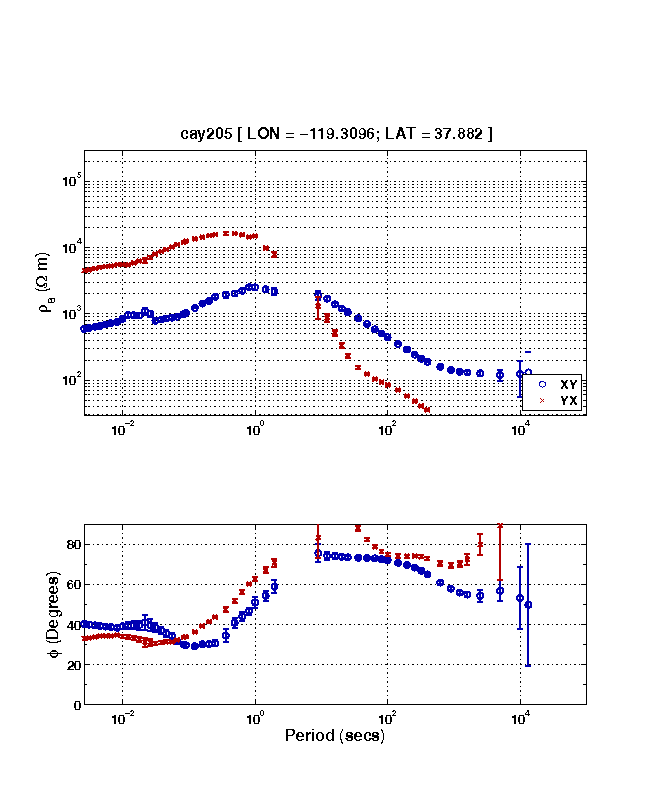 cay205 [ LON = −119.3096; LAT = 37.882 ]
ρa (Ω m)
10^5
10^4
10^3
10^2
10^−2
10^0
10^2
10^4
XY
YX
φ (Degrees)
80
60
40
20
0
10^−2
10^0
10^2
10^4
Period (secs)